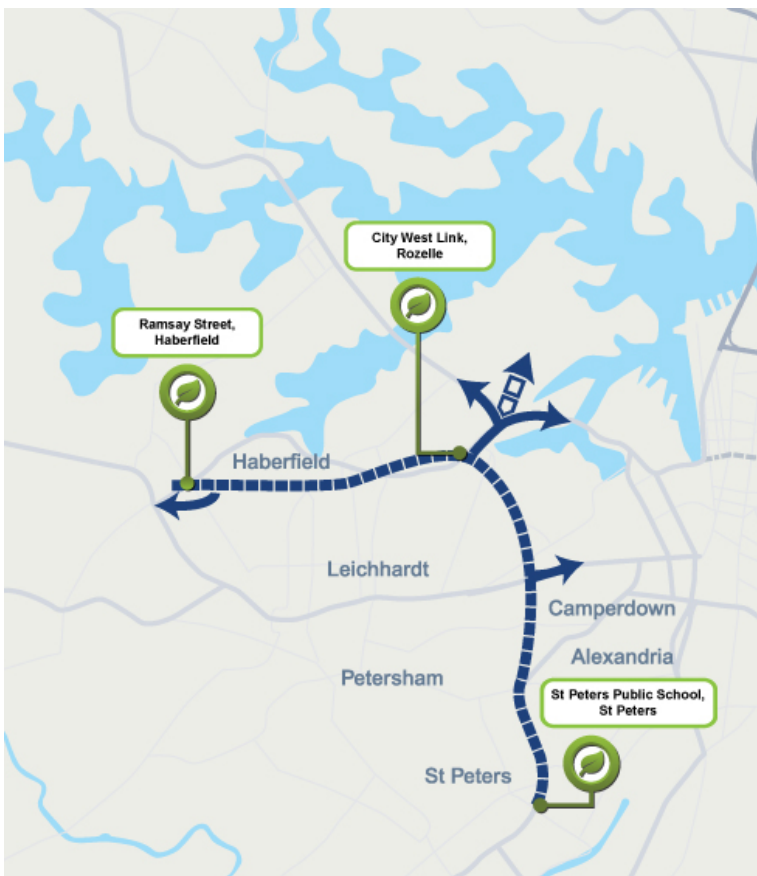 City West Link,
Rozelle
Ramsay Street,
Haberfield
Haberfield
Leichhardt
Camperdown
Alexandria
Petersham
St Peters Public School,
St Peters
St Peters